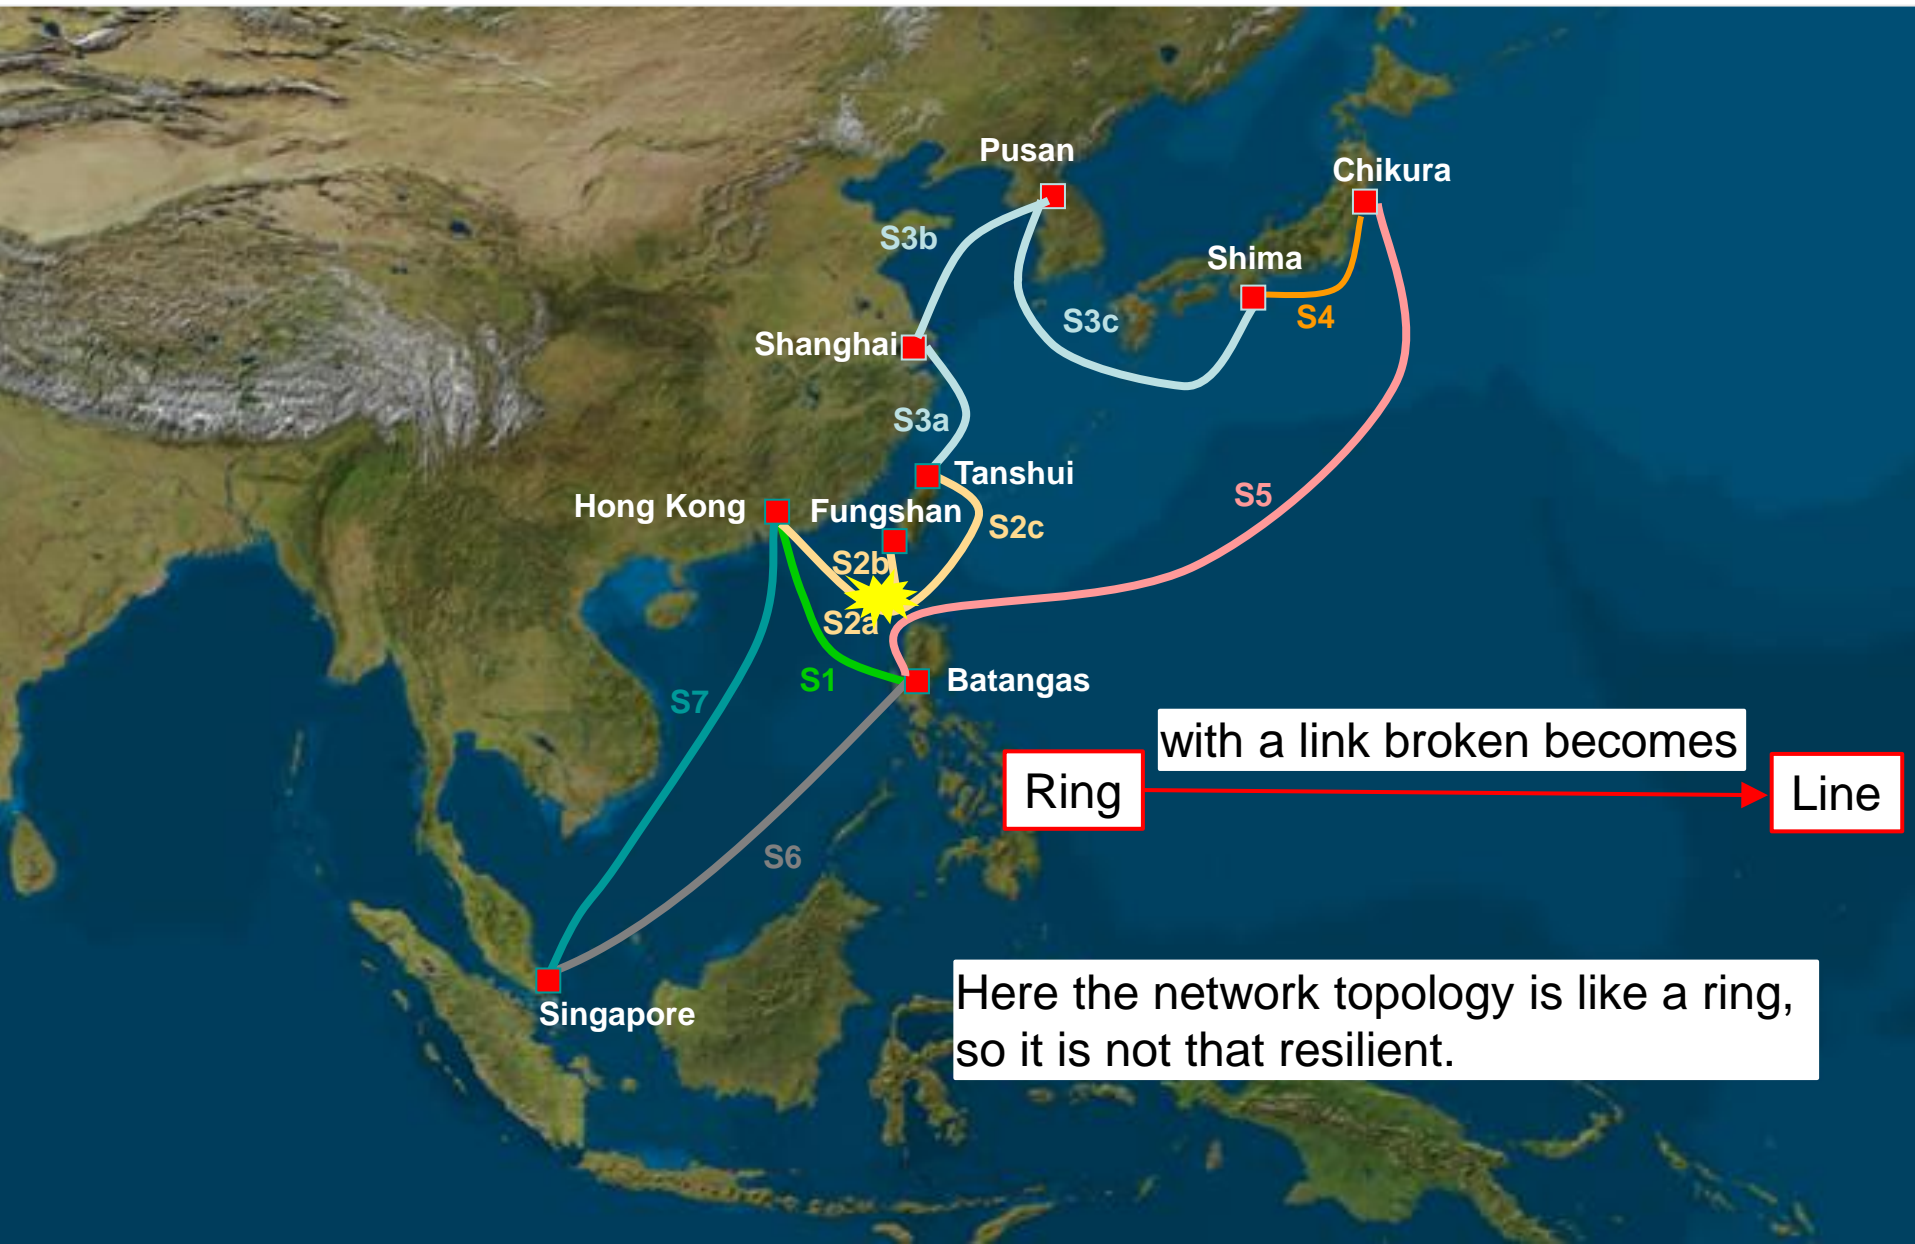 Pusan
Chikura
S3b
Shima
S3c
S4
Shanghai
S3a
Tanshui
S5
Hong Kong
Fungshan
S2c
S2b
S2a
S1
Batangas
S7
with a link broken becomes
Ring
Line
S6
Here the network topology is like a ring,
so it is not that resilient.
Singapore